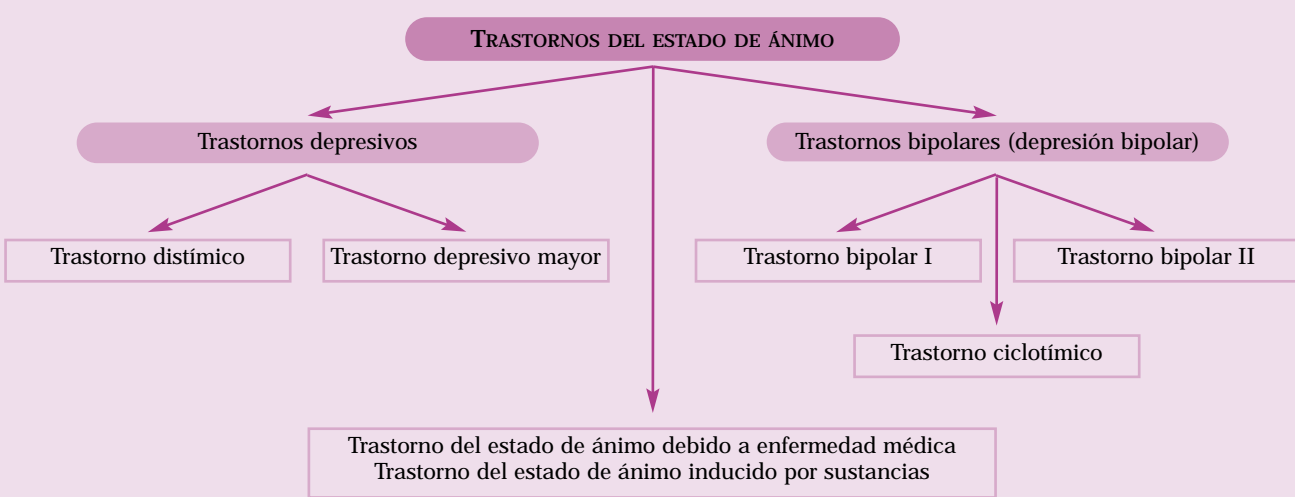 TRASTORNOS DEL ESTADO DE ÁNIMO
Trastornos depresivos
Trastornos bipolares (depresión bipolar)
Trastorno distímico
Trastorno depresivo mayor
Trastorno bipolar I
Trastorno bipolar II
Trastorno ciclotímico
Trastorno del estado de ánimo debido a enfermedad médica
Trastorno del estado de ánimo inducido por sustancias